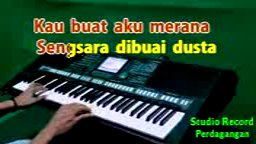 Kau buat aku merana
Sengsara dibuai dusta
Studio Record
Perdagangan